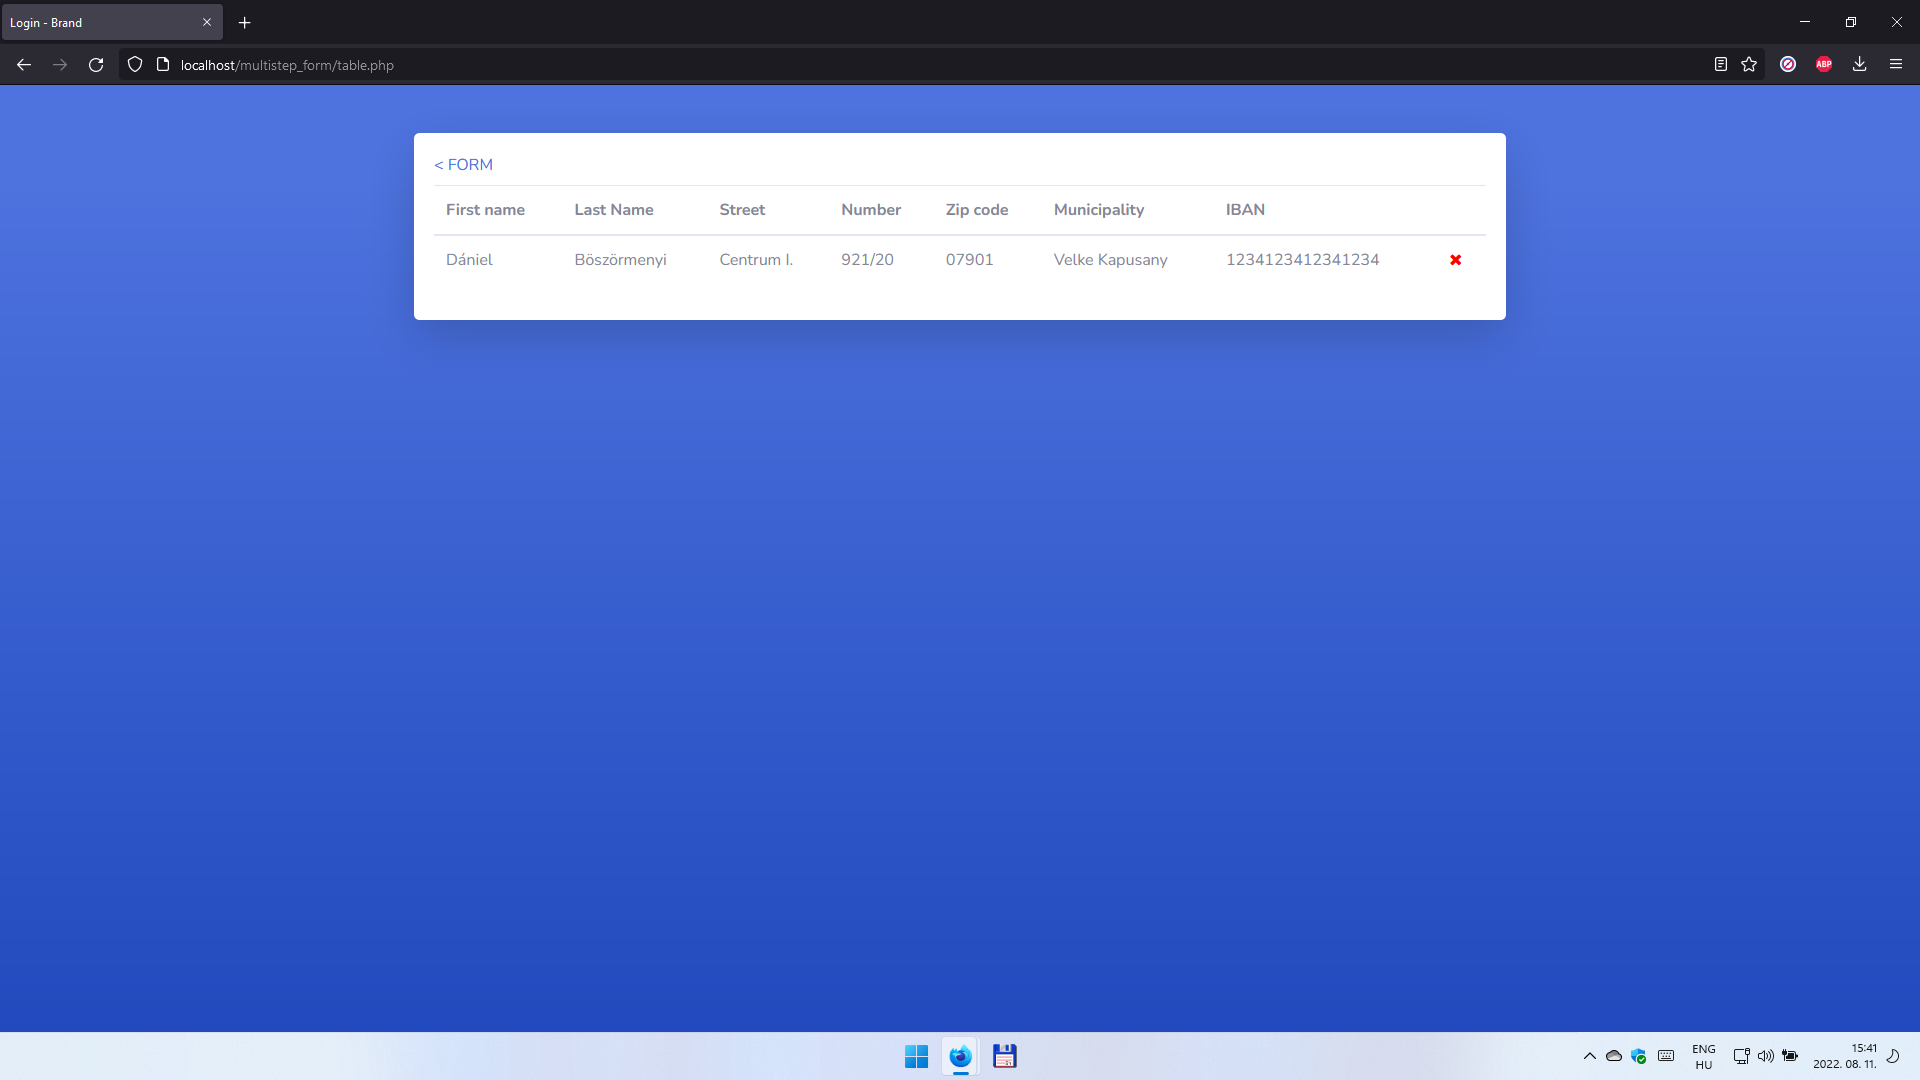 Login - Brand
localhost/multistep_form/table.php
ABP
< FORM
First name Last Name Street Number Zip code Municipality IBAN
Dániel Böszörmenyi Centrum I. 921/20 07901 Velke Kapusany 1234123412341234 ✖
ENG
HU
15:41
2022. 08. 11.